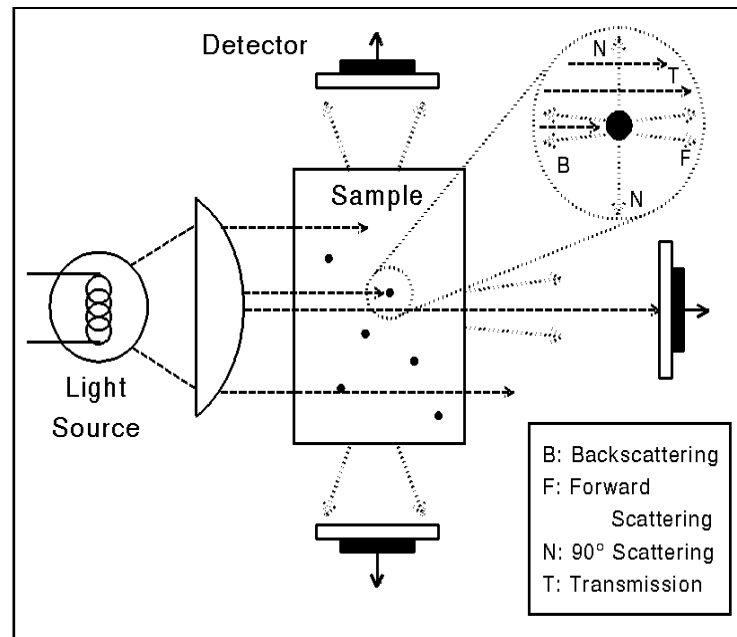 Detector
N
T
B
F
N
Sample
Light
Source
B: Backscattering
F: Forward
Scattering
N: 90° Scattering
T: Transmission